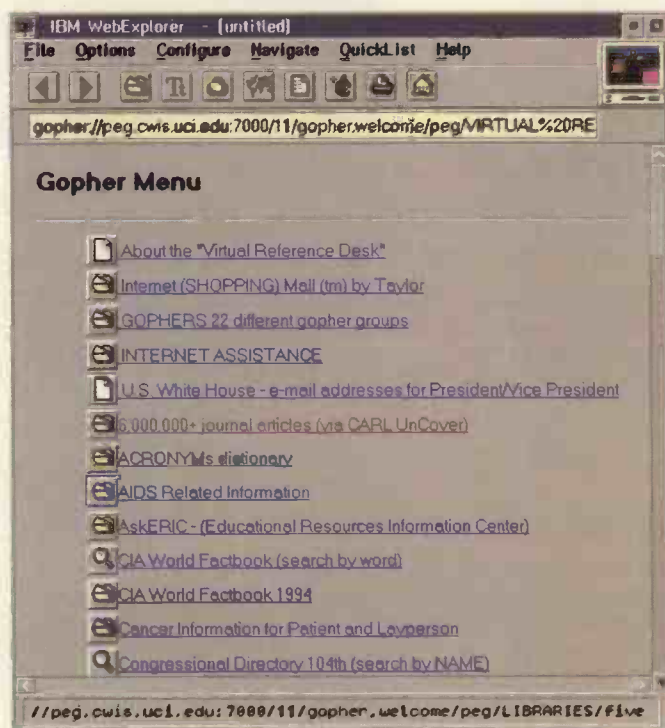 IBM WebExplorer - [untitled]
File Options Configure Navigate QuickList Help
gopher://peg.cwis.uci.edu:7000/11/gopher.welcome/peg/VIRTUAL%20RE
Gopher Menu
About the "Virtual Reference Desk"
Internet (SHOPPING) Mall (tm) by Taylor
GOPHERS 22 different gopher groups
INTERNET ASSISTANCE
U.S. White House - e-mail addresses for President/Vice President
6,000,000+ journal articles (via CARL UnCover)
ACRONYMs dictionary
AIDS Related Information
AskERIC - (Educational Resources Information Center)
CIA World Factbook (search by word)
CIA World Factbook 1994
Cancer Information for Patient and Layperson
Congressional Directory 104th (search by NAME)
//peg.cwis.uci.edu:7000/11/gopher.welcome/peg/LIBRARIES/five